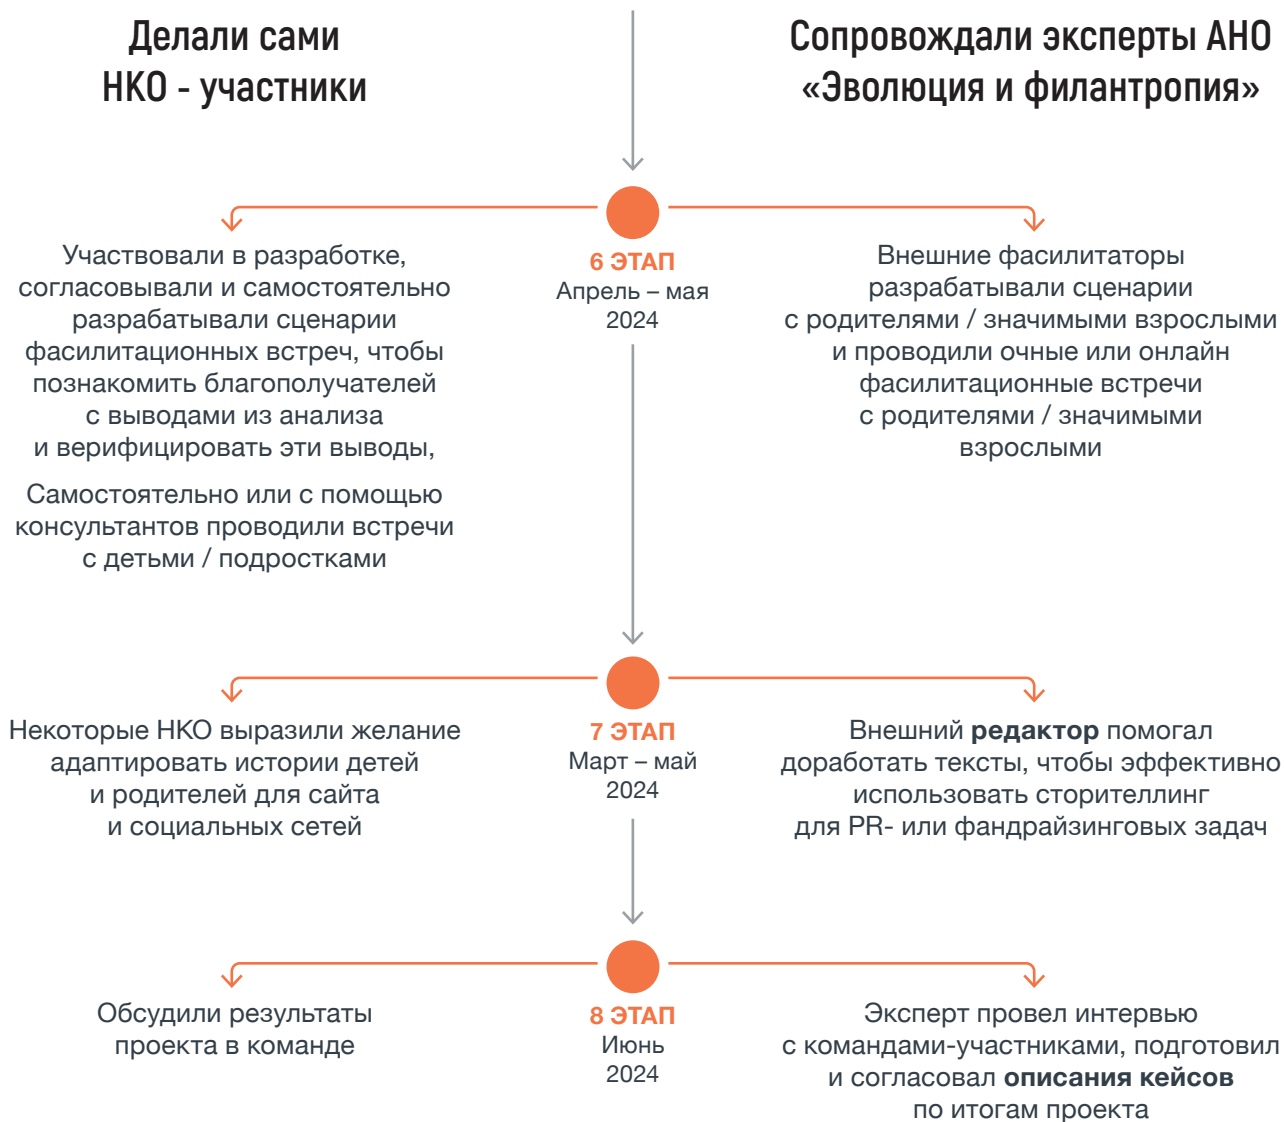 Делали сами
НКО - участники
Сопровождали эксперты АНО
«Эволюция и филантропия»
6 ЭТАП
Апрель – мая
2024
Участвовали в разработке,
согласовывали и самостоятельно
разрабатывали сценарии
фасилитационных встреч, чтобы
познакомить благополучателей
с выводами из анализа
и верифицировать эти выводы,
Самостоятельно или с помощью
консультантов проводили встречи
с детьми / подростками
Внешние фасилитаторы
разрабатывали сценарии
с родителями / значимыми взрослыми
и проводили очные или онлайн
фасилитационные встречи
с родителями / значимыми
взрослыми
7 ЭТАП
Март – май
2024
Некоторые НКО выразили желание
адаптировать истории детей
и родителей для сайта
и социальных сетей
Внешний редактор помогал
доработать тексты, чтобы эффективно
использовать сторителлинг
для PR- или фандрайзинговых задач
8 ЭТАП
Июнь
2024
Обсудили результаты
проекта в команде
Эксперт провел интервью
с командами-участниками, подготовил
и согласовал описания кейсов
по итогам проекта